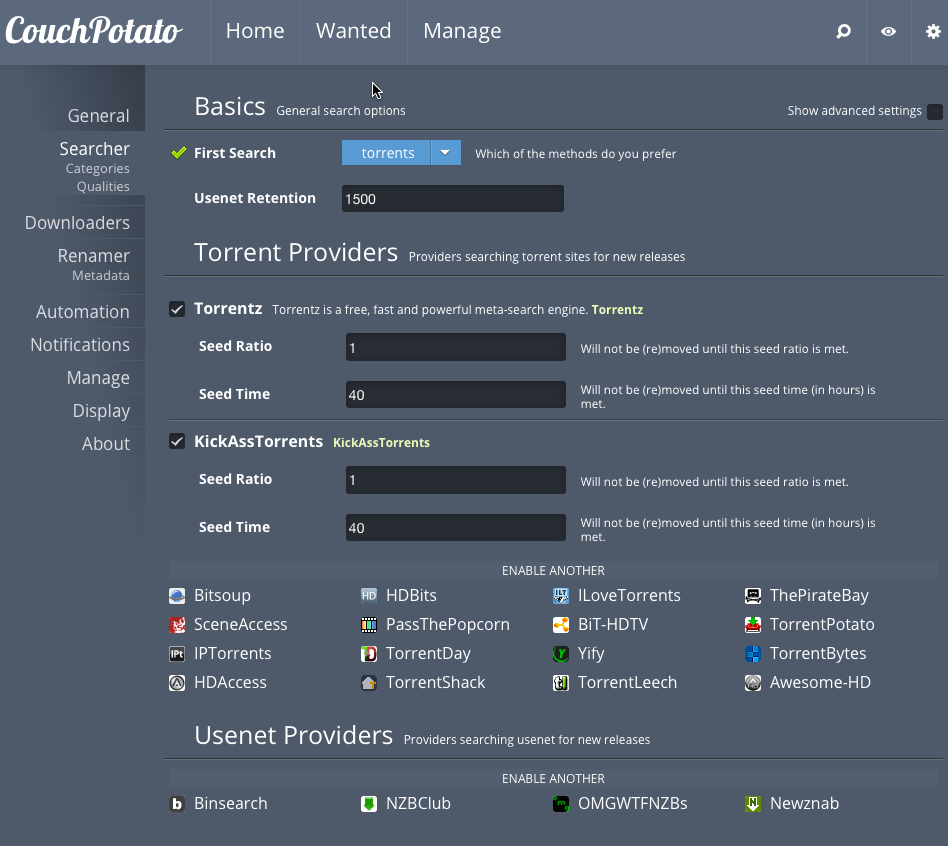 CouchPotato Home Wanted Manage
General
Searcher
Categories
Qualities
Downloaders
Renamer
Metadata
Automation
Notifications
Manage
Display
About
Basics General search options Show advanced settings
First Search torrents Which of the methods do you prefer
Usenet Retention 1500
Torrent Providers Providers searching torrent sites for new releases
Torrentz Torrentz is a free, fast and powerful meta-search engine. Torrentz
Seed Ratio 1 Will not be (re)moved until this seed ratio is met.
Seed Time 40 Will not be (re)moved until this seed time (in hours) is
met.
KickAssTorrents KickAssTorrents
Seed Ratio 1 Will not be (re)moved until this seed ratio is met.
Seed Time 40 Will not be (re)moved until this seed time (in hours) is
met.
ENABLE ANOTHER
Bitsoup HD HDBits ILoveTorrents ThePirateBay
SceneAccess PassThePopcorn BiT-HDTV TorrentPotato
IPt IPTorrents TorrentDay Yify TorrentBytes
HDAccess TorrentShack TorrentLeech Awesome-HD
Usenet Providers Providers searching usenet for new releases
ENABLE ANOTHER
b Binsearch NZBClub OMGWTFNZBs N Newznab